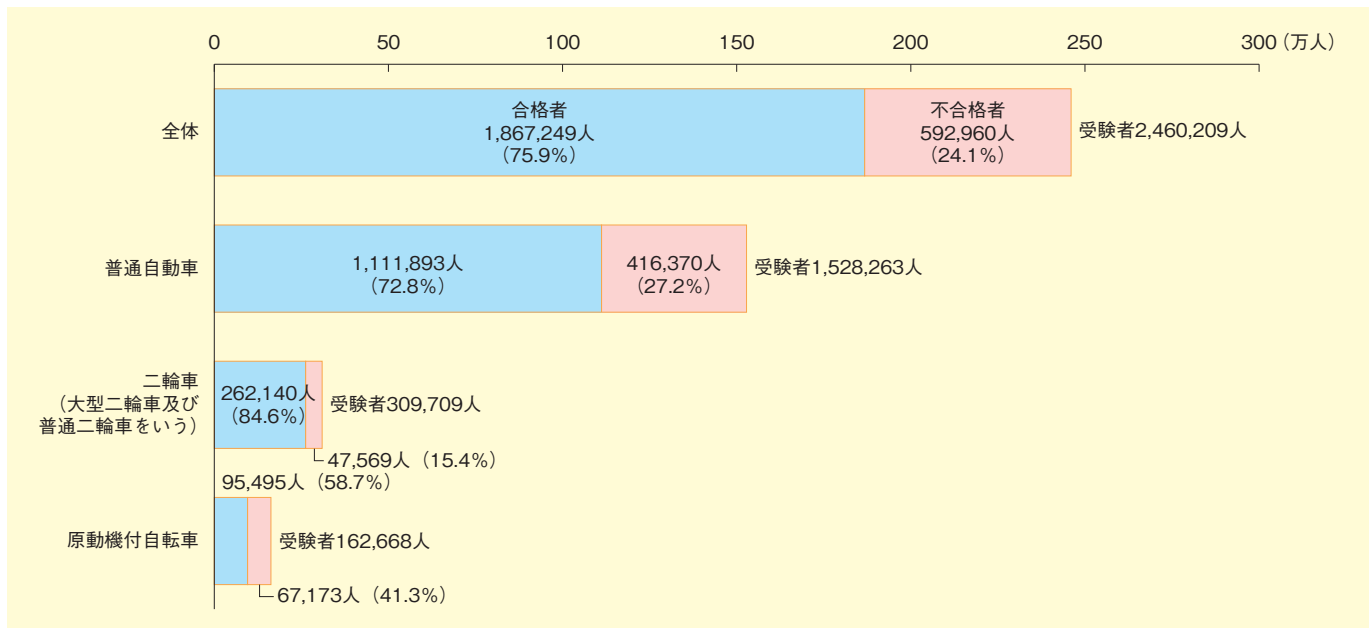 0 50 100 150 200 250 300（万人）
全体
合格者
1,867,249人
（75.9%）
不合格者
592,960人
（24.1%）
受験者2,460,209人
普通自動車
1,111,893人
（72.8%）
416,370人
（27.2%）
受験者1,528,263人
二輪車
（大型二輪車及び
普通二輪車をいう）
262,140人
（84.6%）
受験者309,709人
47,569人（15.4%）
95,495人（58.7%）
原動機付自転車
受験者162,668人
67,173人（41.3%）